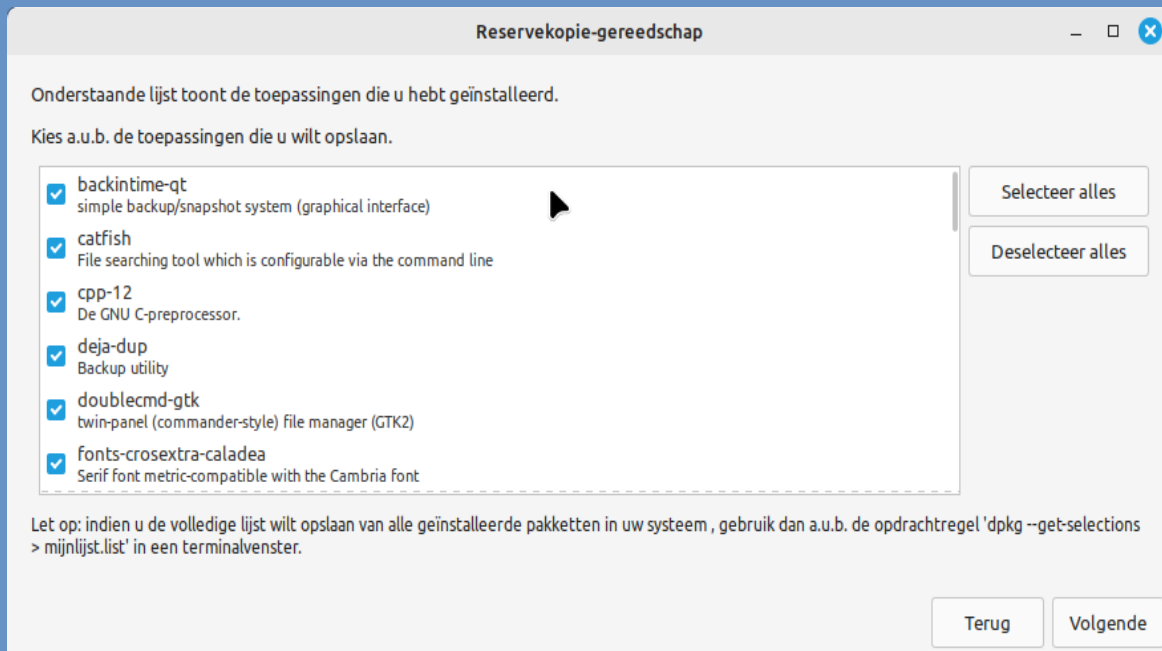 Reservekopie-gereedschap
Onderstaande lijst toont de toepassingen die u hebt geïnstalleerd.
Kies a.u.b. de toepassingen die u wilt opslaan.
backintime-qt
simple backup/snapshot system (graphical interface)
catfish
File searching tool which is configurable via the command line
cpp-12
De GNU C-preprocessor.
deja-dup
Backup utility
doublecmd-gtk
twin-panel (commander-style) file manager (GTK2)
fonts-crosextra-caladea
Serif font metric-compatible with the Cambria font
Selecteer alles
Deselecteer alles
Let op: indien u de volledige lijst wilt opslaan van alle geïnstalleerde pakketten in uw systeem , gebruik dan a.u.b. de opdrachtregel 'dpkg --get-selections
> mijnlijst.list' in een terminalvenster.
Terug
Volgende